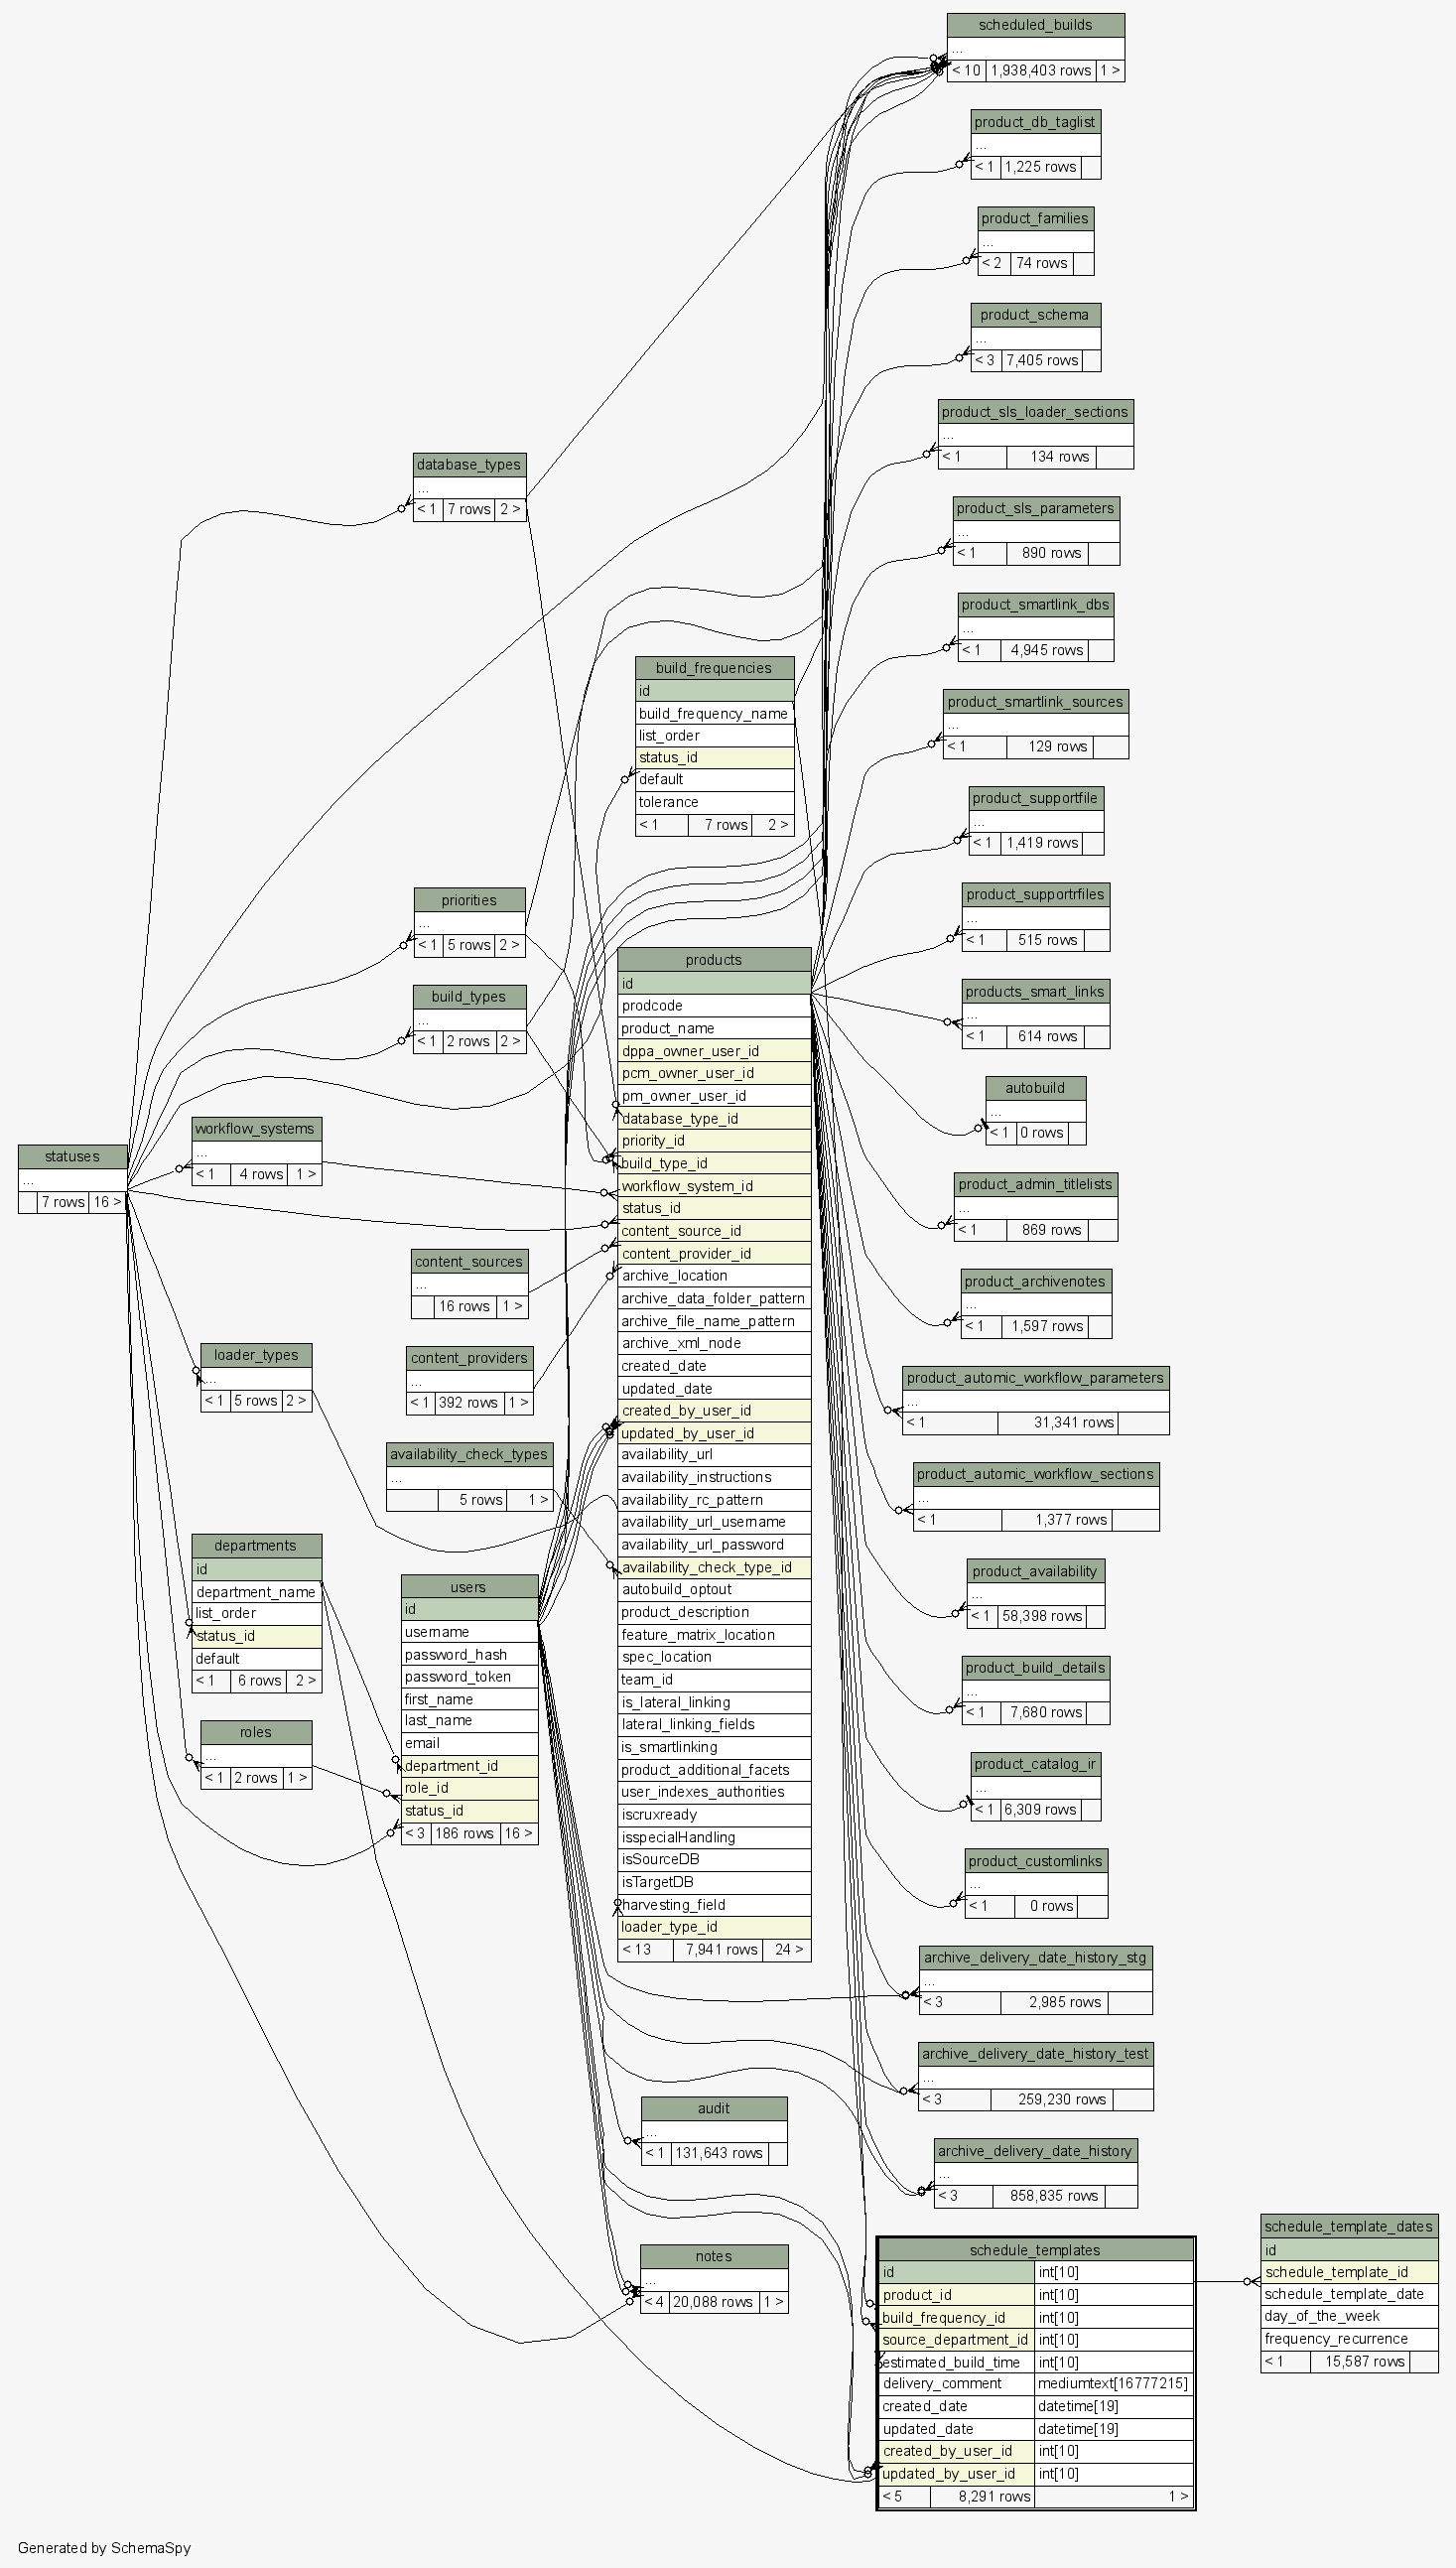 scheduled_builds
...
< 10 1,938,403 rows 1 >
product_db_taglist
...
< 1 1,225 rows
product_families
...
< 2 74 rows
product_schema
...
< 3 7,405 rows
product_sls_loader_sections
...
< 1 134 rows
product_sls_parameters
...
< 1 890 rows
product_smartlink_dbs
...
< 1 4,945 rows
product_smartlink_sources
...
< 1 129 rows
product_supportfile
...
< 1 1,419 rows
product_supportrfiles
...
< 1 515 rows
products_smart_links
...
< 1 614 rows
autobuild
...
< 1 0 rows
product_admin_titlelists
...
< 1 869 rows
product_archivenotes
...
< 1 1,597 rows
product_automic_workflow_parameters
...
< 1 31,341 rows
product_automic_workflow_sections
...
< 1 1,377 rows
product_availability
...
< 1 58,398 rows
product_build_details
...
< 1 7,680 rows
product_catalog_ir
...
< 1 6,309 rows
product_customlinks
...
< 1 0 rows
archive_delivery_date_history_stg
...
< 3 2,985 rows
archive_delivery_date_history_test
...
< 3 259,230 rows
archive_delivery_date_history
...
< 3 858,835 rows
database_types
...
< 1 7 rows 2 >
build_frequencies
id
build_frequency_name
list_order
status_id
default
tolerance
< 1 7 rows 2 >
priorities
...
< 1 5 rows 2 >
build_types
...
< 1 2 rows 2 >
workflow_systems
...
< 1 4 rows 1 >
statuses
...
7 rows 16 >
content_sources
...
16 rows 1 >
content_providers
...
< 1 392 rows 1 >
loader_types
...
< 1 5 rows 2 >
availability_check_types
...
5 rows 1 >
departments
id
department_name
list_order
status_id
default
< 1 6 rows 2 >
roles
...
< 1 2 rows 1 >
users
id
username
password_hash
password_token
first_name
last_name
email
department_id
role_id
status_id
< 3 186 rows 16 >
products
id
prodcode
product_name
dppa_owner_user_id
pcm_owner_user_id
pm_owner_user_id
database_type_id
priority_id
build_type_id
workflow_system_id
status_id
content_source_id
content_provider_id
archive_location
archive_data_folder_pattern
archive_file_name_pattern
archive_xml_node
created_date
updated_date
created_by_user_id
updated_by_user_id
availability_url
availability_instructions
availability_rc_pattern
availability_url_username
availability_url_password
availability_check_type_id
autobuild_optout
product_description
feature_matrix_location
spec_location
team_id
is_lateral_linking
lateral_linking_fields
is_smartlinking
product_additional_facets
user_indexes_authorities
iscruxready
isspecialHandling
isSourceDB
isTargetDB
harvesting_field
loader_type_id
< 13 7,941 rows 24 >
audit
...
< 1 131,643 rows
notes
...
< 4 20,088 rows 1 >
schedule_templates
id int[10]
product_id int[10]
build_frequency_id int[10]
source_department_id int[10]
estimated_build_time int[10]
delivery_comment mediumtext[16777215]
created_date datetime[19]
updated_date datetime[19]
created_by_user_id int[10]
updated_by_user_id int[10]
< 5 8,291 rows 1 >
schedule_template_dates
id
schedule_template_id
schedule_template_date
day_of_the_week
frequency_recurrence
< 1 15,587 rows
Generated by SchemaSpy